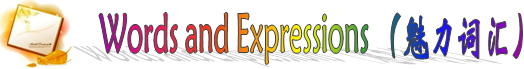 Words and Expressions （魅力词汇）